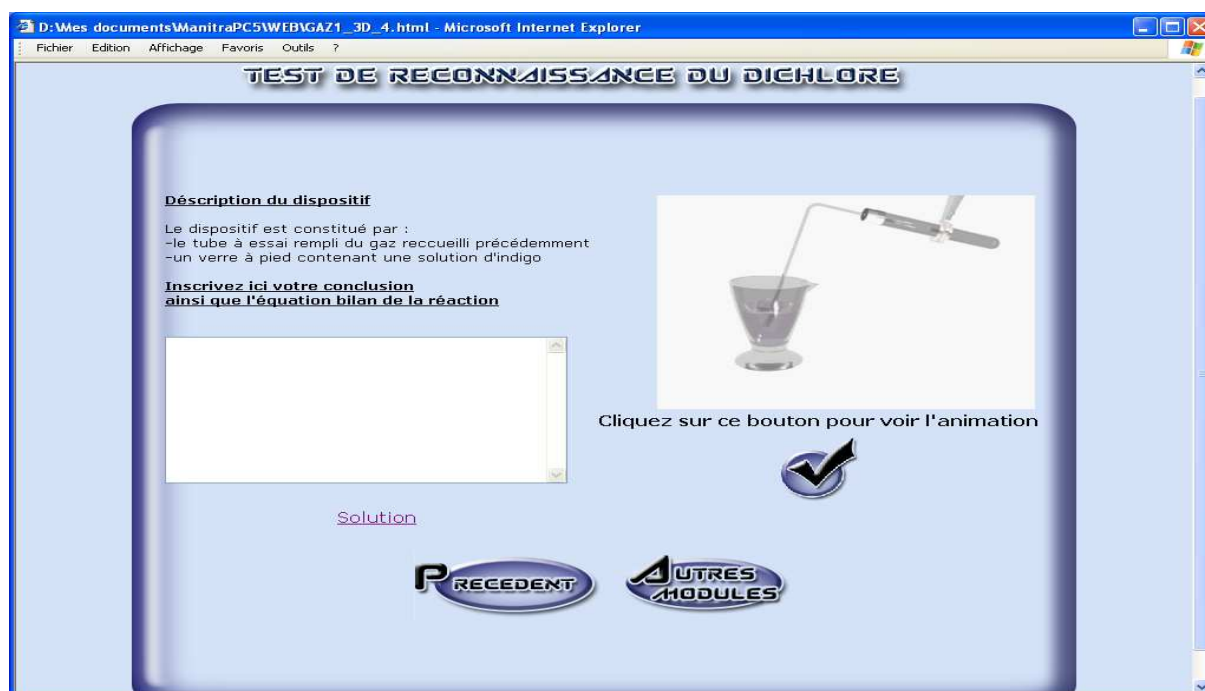 D:\Mes documents\ManitraPC5\WEB\GAZ1_3D_4.html - Microsoft Internet Explorer
Fichier Edition Affichage Favoris Outils ?
TEST DE RECONNAISSANCE DU DICHLORE
Déscription du dispositif
Le dispositif est constitué par :
-le tube à essai rempli du gaz reccueilli précédemment
-un verre à pied contenant une solution d'indigo
Inscrivez ici votre conclusion
ainsi que l'équation bilan de la réaction
Cliquez sur ce bouton pour voir l'animation
Solution
PRECEDENT
AUTRES
MODULES